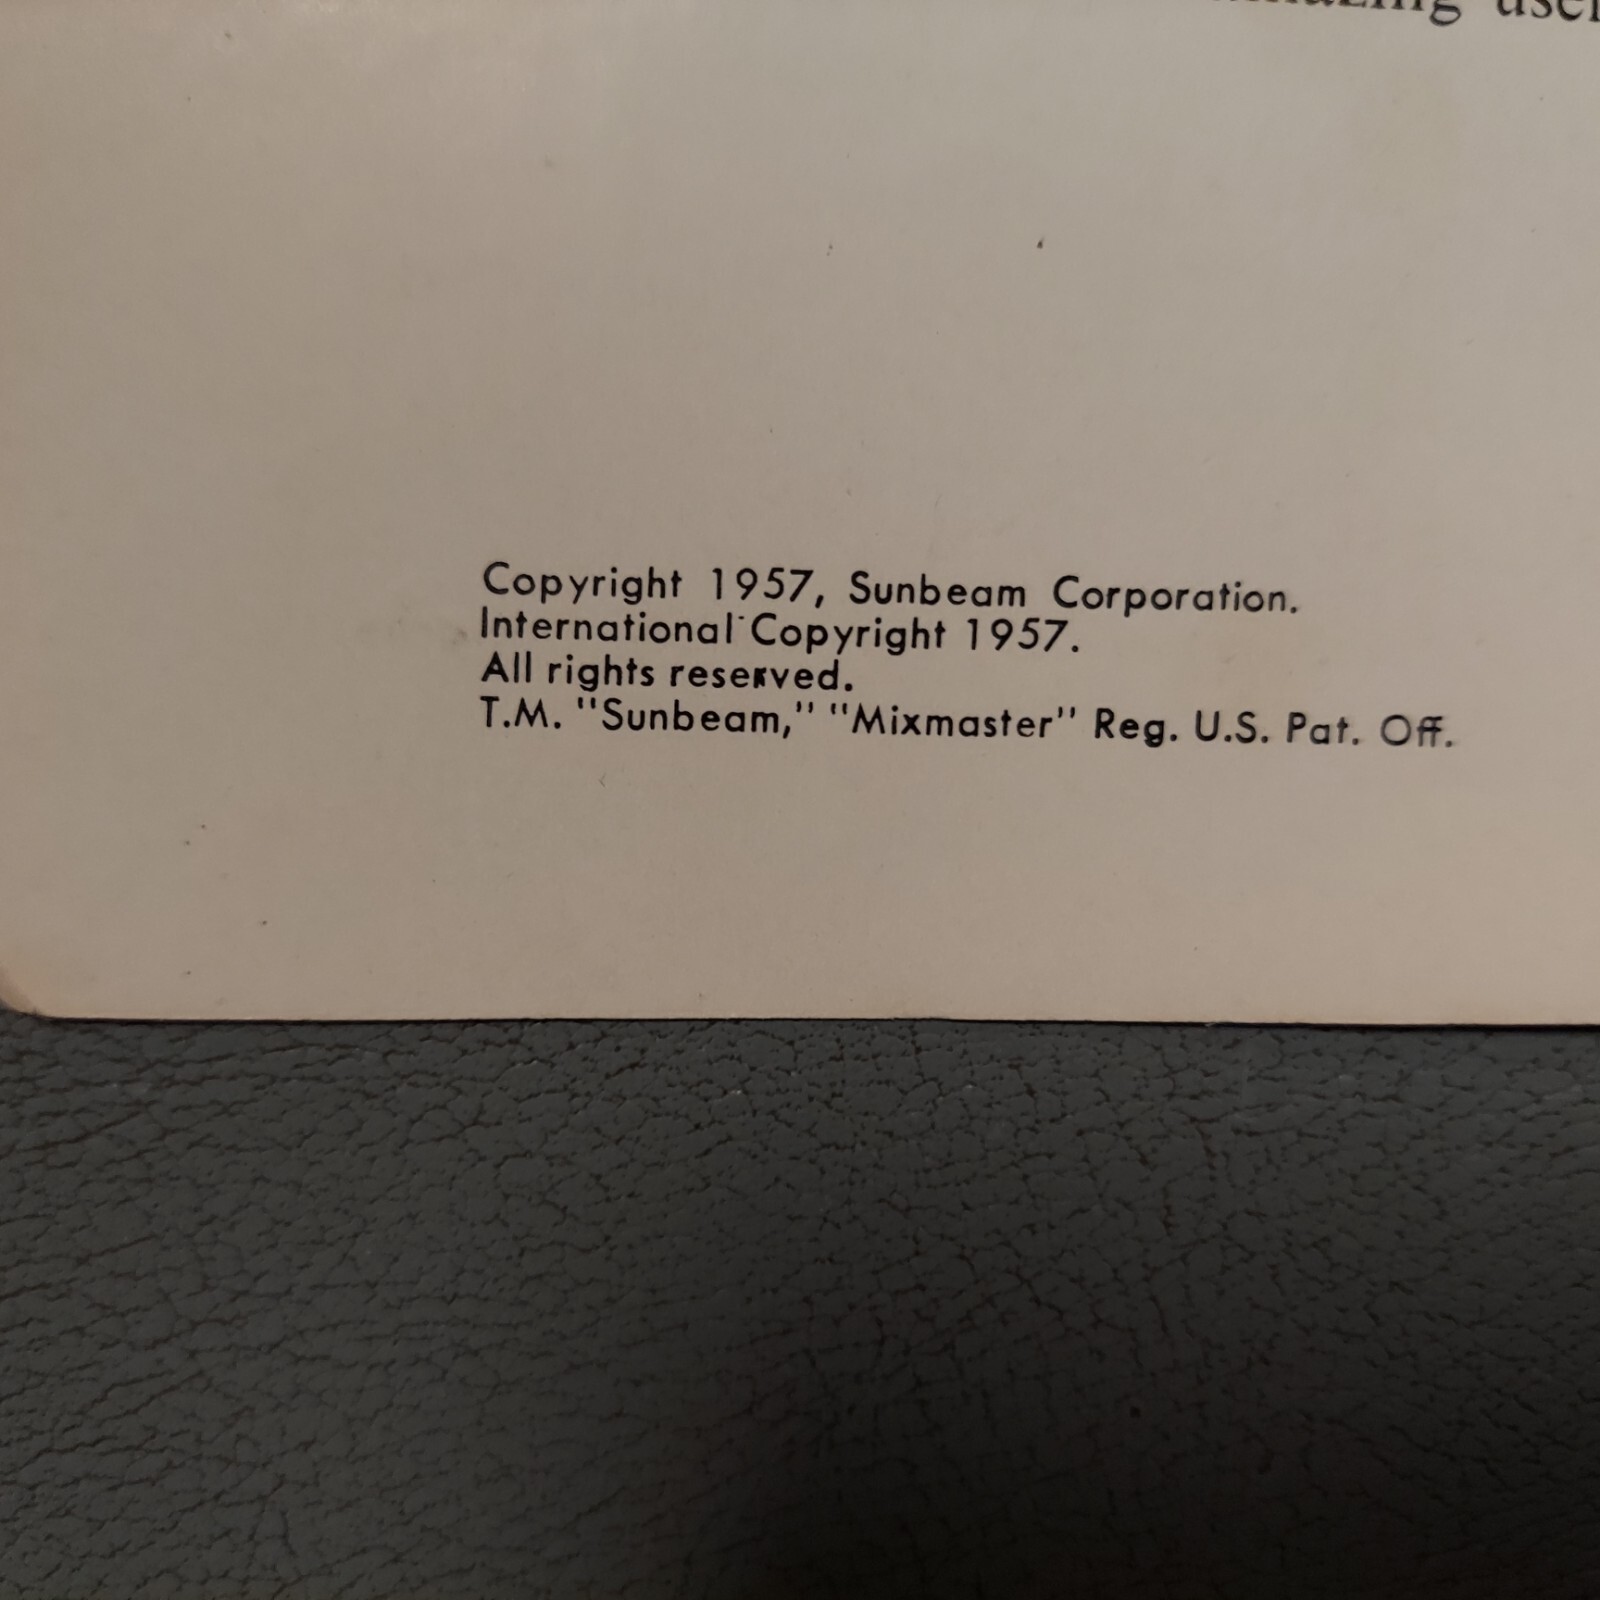 Copyright 1957, Sunbeam Corporation.
International Copyright 1957.
All rights reserved.
T.M. "Sunbeam," "Mixmaster" Reg. U.S. Pat. Off.